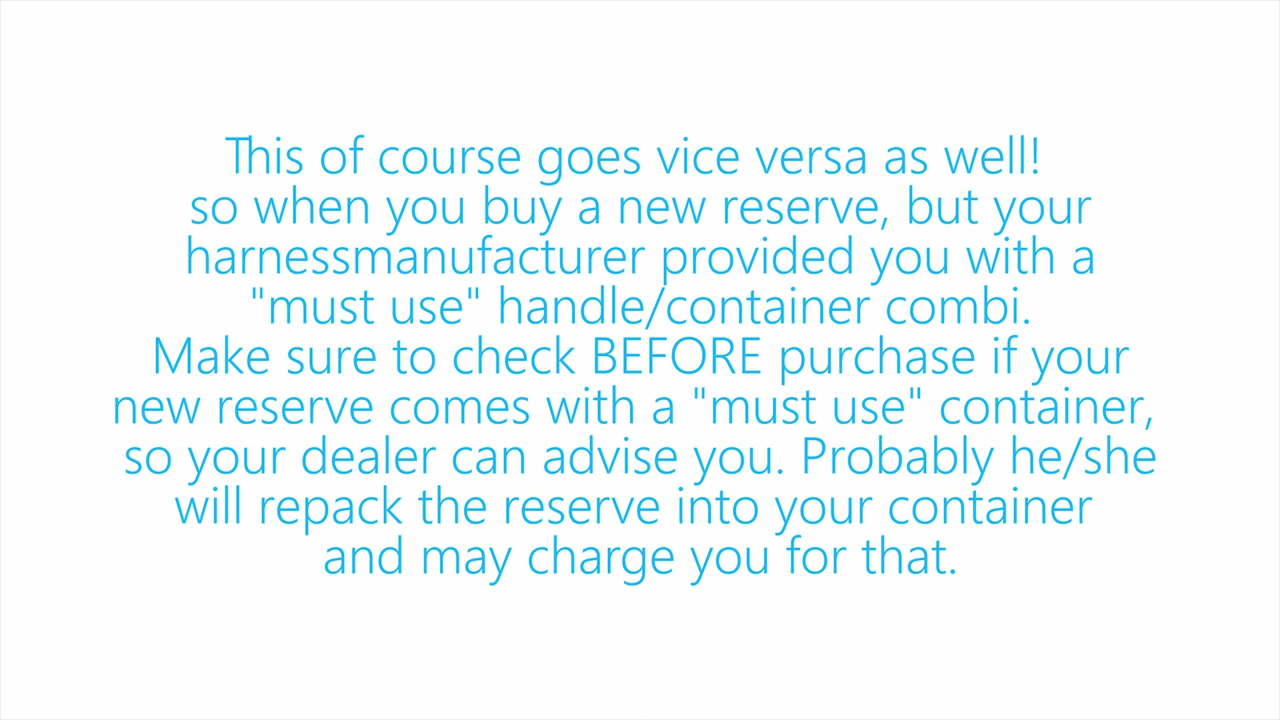 This of course goes vice versa as well!
so when you buy a new reserve, but your
harnessmanufacturer provided you with a
"must use" handle/container combi.
Make sure to check BEFORE purchase if your
new reserve comes with a "must use" container,
so your dealer can advise you. Probably he/she
will repack the reserve into your container
and may charge you for that.